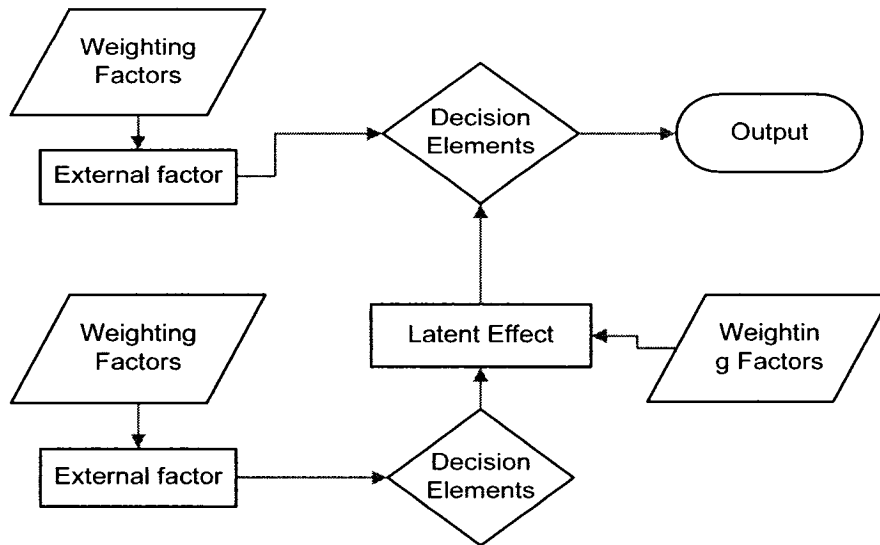 Weighting
Factors
External factor
Decision
Elements
Output
Weighting
Factors
External factor
Decision
Elements
Latent Effect
Weightin
g Factors